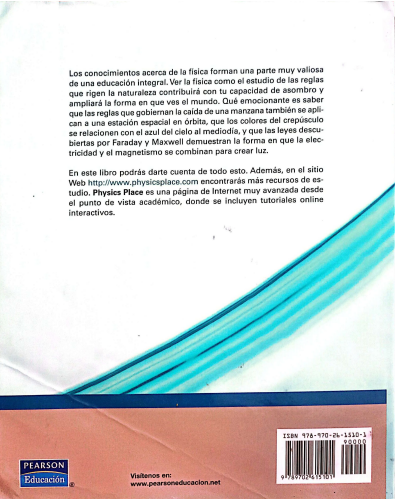 Los conocimientos acerca de la física forman una parte muy valiosa
de una educación integral. Ver la física como el estudio de las reglas
que rigen la naturaleza contribuirá con tu capacidad de asombro y
ampliará la forma en que ves el mundo. Qué emocionante es saber
que las reglas que gobiernan la caída de una manzana también se apli-
can a una estación espacial en órbita, que los colores del crepúsculo
se relacionen con el azul del cielo al mediodía, y que las leyes descu-
biertas por Faraday y Maxwell demuestran la forma en que la elec-
tricidad y el magnetismo se combinan para crear luz.
En este libro podrás darte cuenta de todo esto. Además, en el sitio
Web http://www.physicsplace.com encontrarás más recursos de es-
tudio. Physics Place es una página de Internet muy avanzada desde
el punto de vista académico, donde se incluyen tutoriales online
interactivos.
ISBN 978-970-26-1510-1
90000
9 789702 615101
PEARSON
Educación
Visítenos en:
www.pearsoneducacion.net